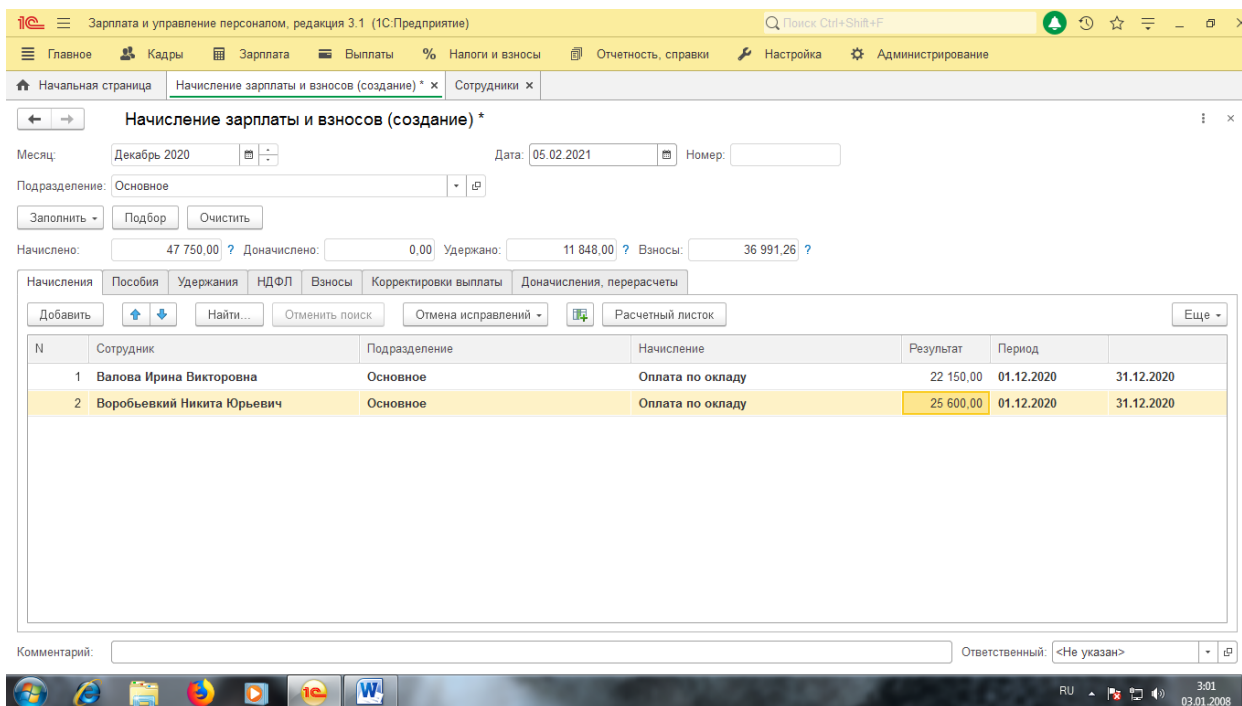 1С Зарплата и управление персоналом, редакция 3.1 (1С:Предприятие) Поиск Ctrl+Shift+F
Главное Кадры Зарплата Выплаты % Налоги и взносы Отчетность, справки Настройка Администрирование
Начальная страница Начисление зарплаты и взносов (создание) * × Сотрудники ×
Начисление зарплаты и взносов (создание) *
Месяц: Декабрь 2020 Дата: 05.02.2021 Номер:
Подразделение: Основное
Заполнить Подбор Очистить
Начислено: 47 750,00 ? Доначислено: 0,00 Удержано: 11 848,00 ? Взносы: 36 991,26 ?
Начисления Пособия Удержания НДФЛ Взносы Корректировки выплаты Доначисления, перерасчеты
Добавить Найти... Отменить поиск Отмена исправлений Расчетный листок Еще
N Сотрудник Подразделение Начисление Результат Период
1 Валова Ирина Викторовна Основное Оплата по окладу 22 150,00 01.12.2020 31.12.2020
2 Воробьевкий Никита Юрьевич Основное Оплата по окладу 25 600,00 01.12.2020 31.12.2020
Комментарий: Ответственный: <Не указан>
1С W RU 3:01
03.01.2008